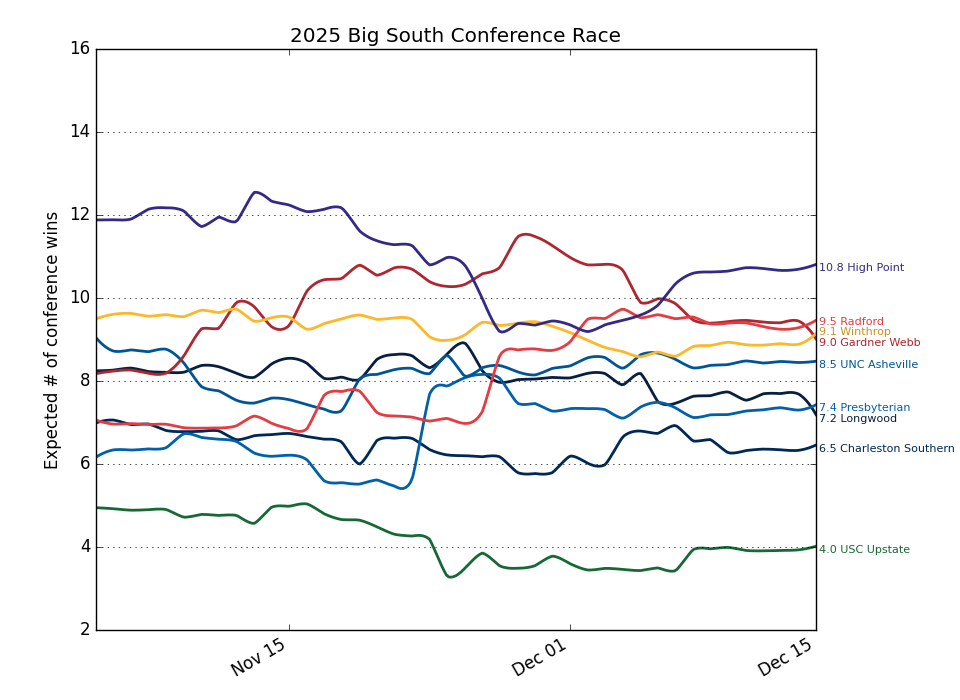 2025 Big South Conference Race
Expected # of conference wins
16
14
12
10
8
6
4
2
10.8 High Point
9.5 Radford
9.1 Winthrop
9.0 Gardner Webb
8.5 UNC Asheville
7.4 Presbyterian
7.2 Longwood
6.5 Charleston Southern
4.0 USC Upstate
Nov 15
Dec 01
Dec 15